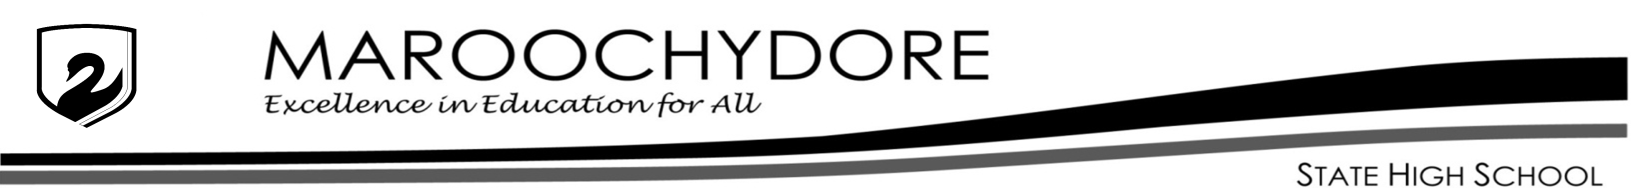 MAROOCHYDORE
Excellence in Education for All
STATE HIGH SCHOOL